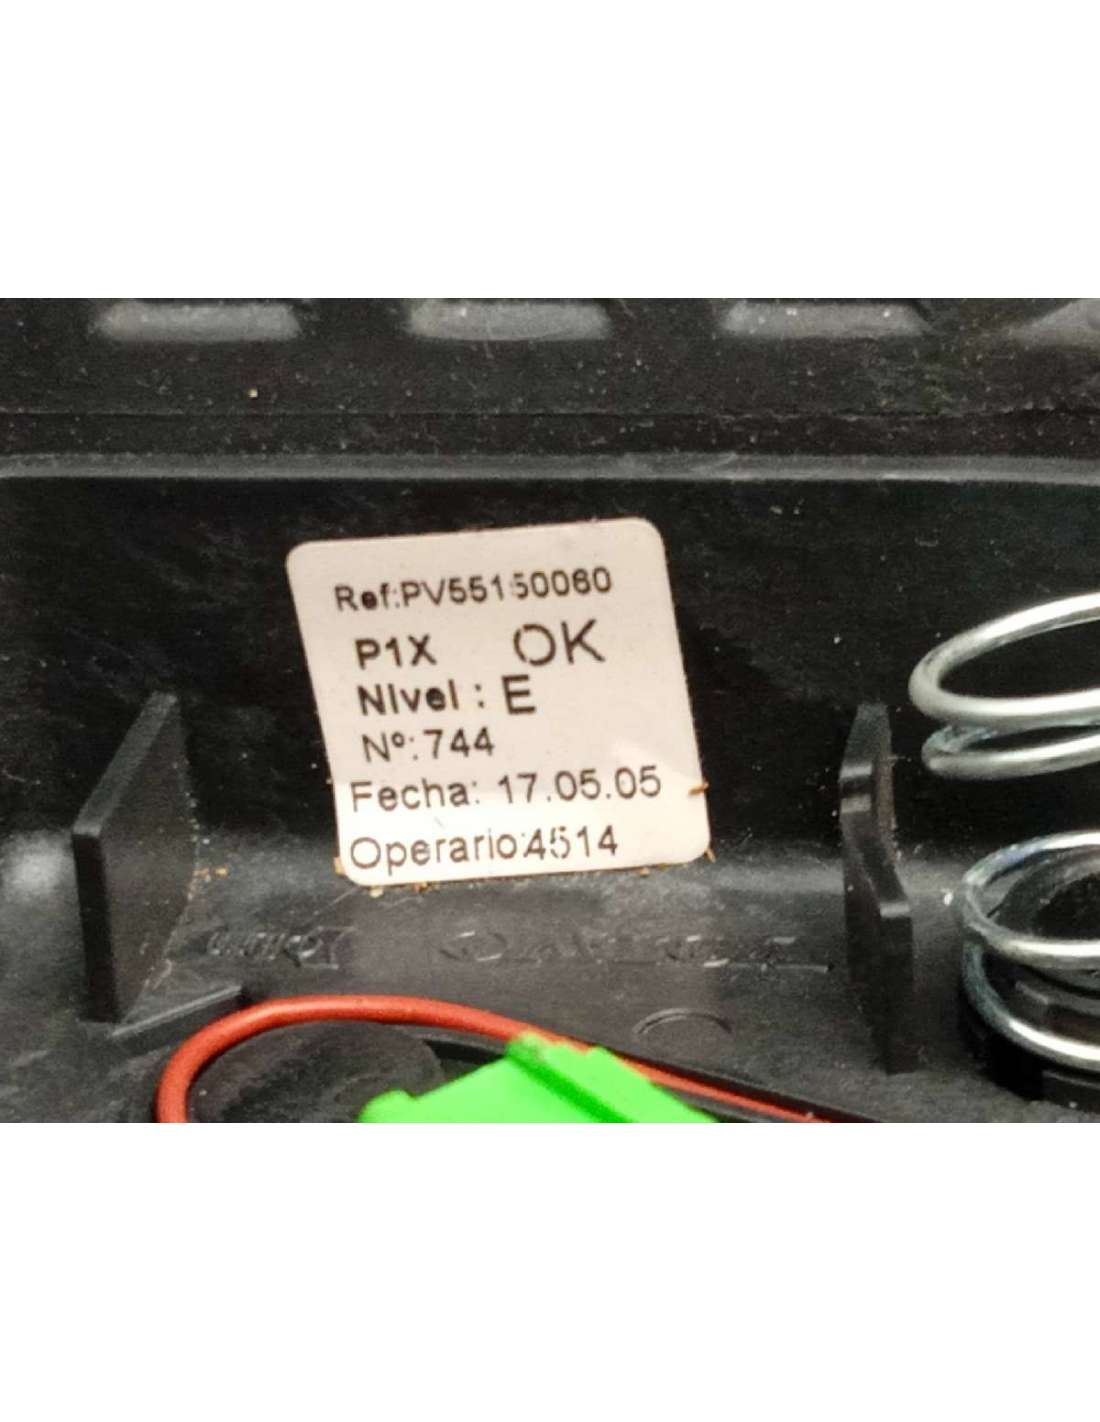 Ref:PV55150060
P1X OK
Nivel : E
Nº:744
Fecha: 17.05.05
Operario:4514